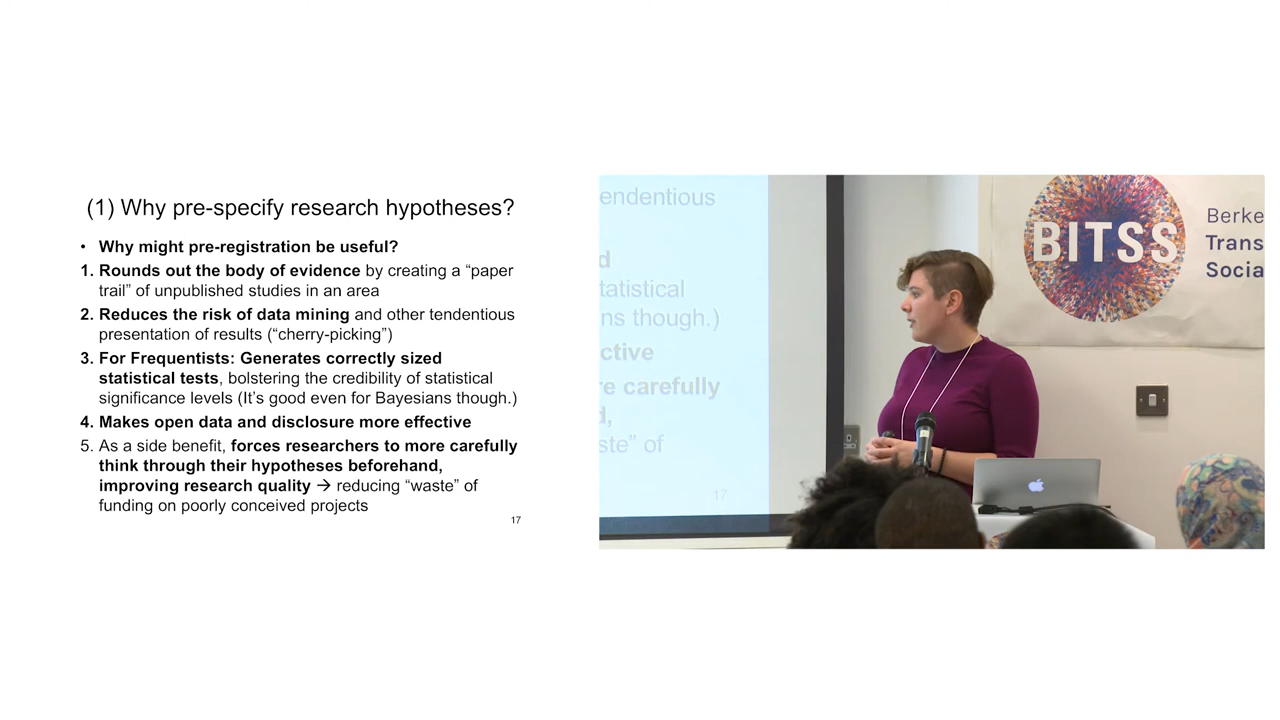 (1) Why pre-specify research hypotheses?
• Why might pre-registration be useful?
1. Rounds out the body of evidence by creating a “paper
trail” of unpublished studies in an area
2. Reduces the risk of data mining and other tendentious
presentation of results (“cherry-picking”)
3. For Frequentists: Generates correctly sized
statistical tests, bolstering the credibility of statistical
significance levels (It’s good even for Bayesians though.)
4. Makes open data and disclosure more effective
5. As a side benefit, forces researchers to more carefully
think through their hypotheses beforehand,
improving research quality → reducing “waste” of
funding on poorly conceived projects
17
endentious
d
tatistical
ns though.)
ctive
re carefully
d,
ste” of
17
BITSS
Berke
Trans
Socia